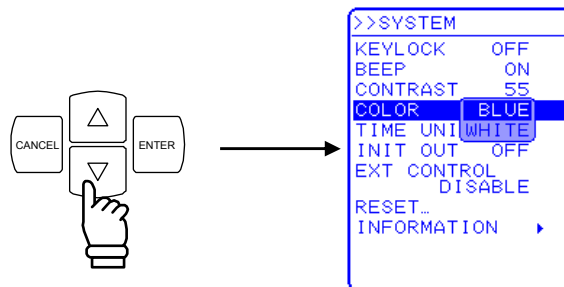 CANCEL
ENTER
>>SYSTEM
KEYLOCK OFF
BEEP ON
CONTRAST 55
COLOR BLUE
TIME UNI WHITE
INIT OUT OFF
EXT CONTROL
DISABLE
RESET…
INFORMATION